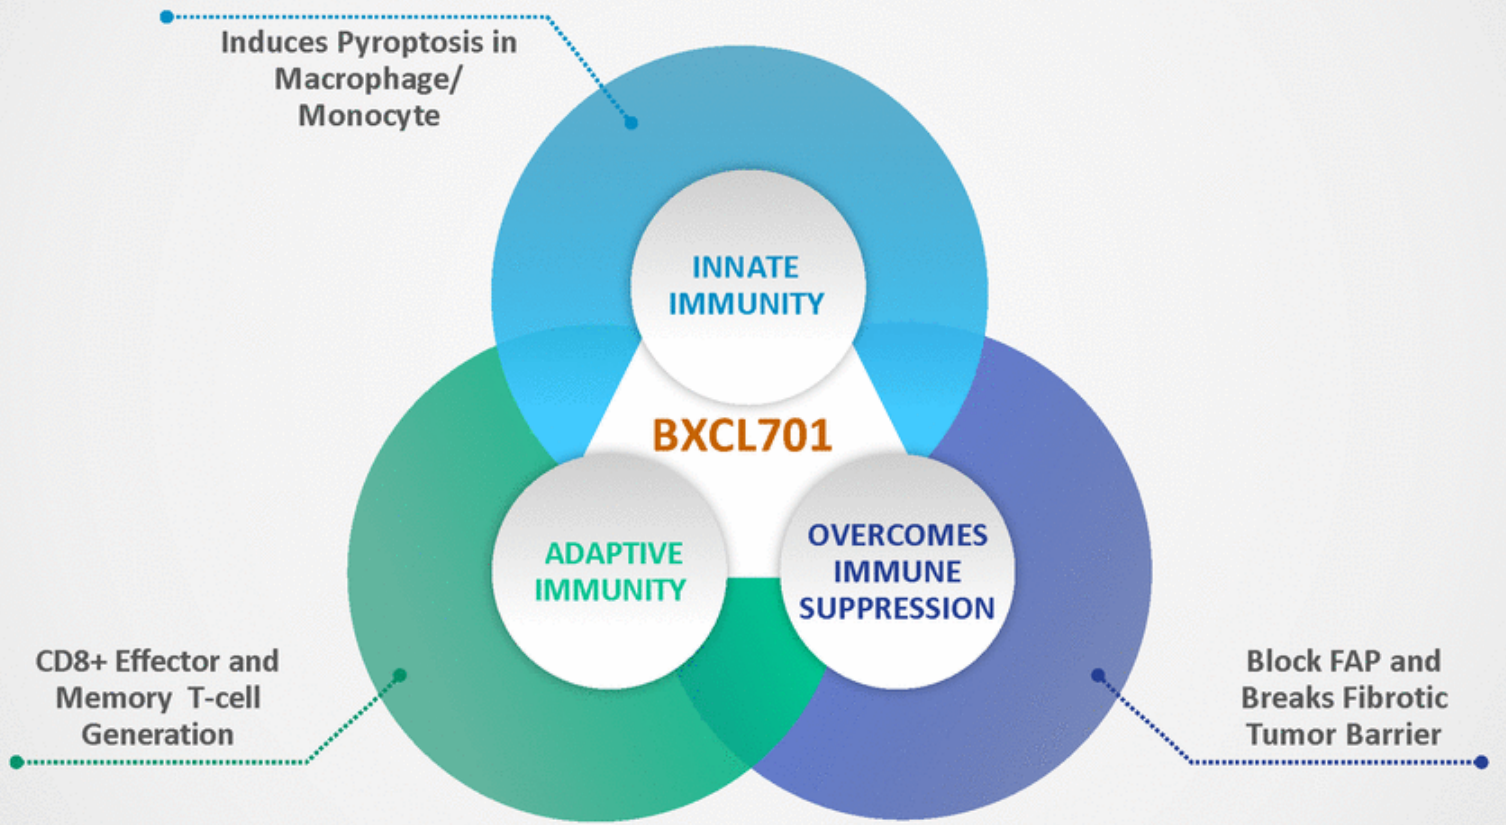 Induces Pyroptosis in
Macrophage/
Monocyte
INNATE
IMMUNITY
BXCL701
ADAPTIVE
IMMUNITY
OVERCOMES
IMMUNE
SUPPRESSION
CD8+ Effector and
Memory T-cell
Generation
Block FAP and
Breaks Fibrotic
Tumor Barrier